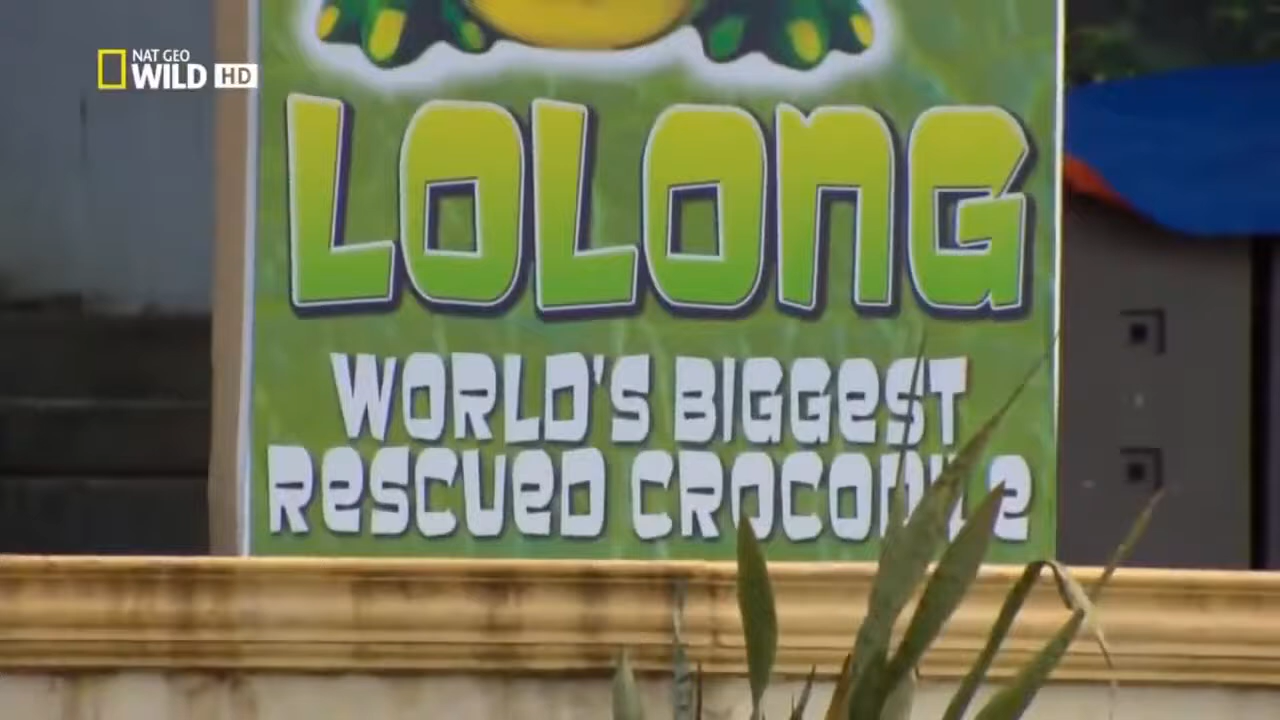 NAT GEO
WILD HD
LOLONG
WORLD'S BIGGEST
RESCUED CROCODILE